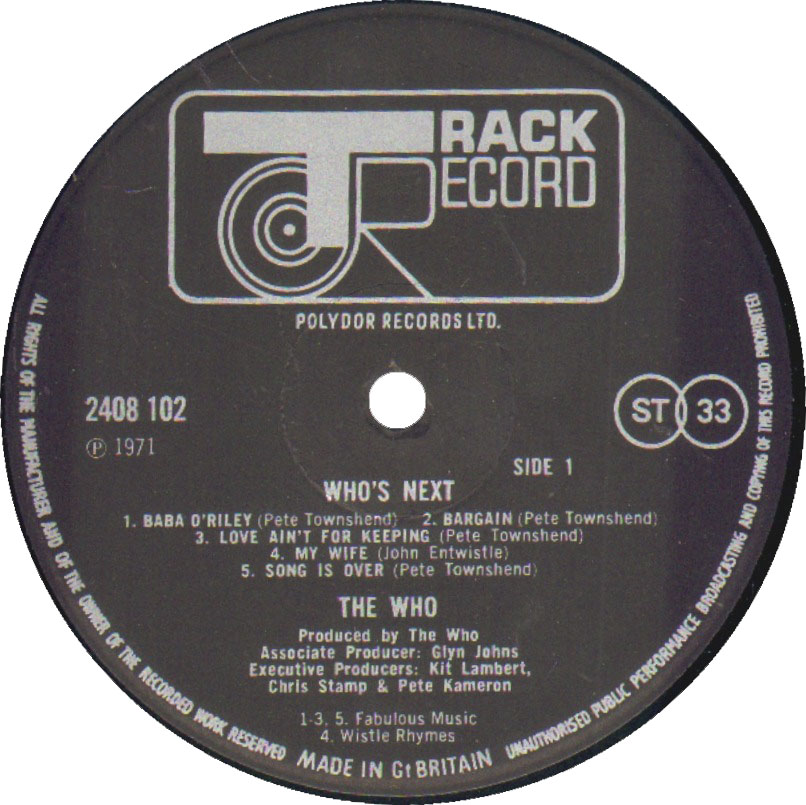 TRACK
RECORD
POLYDOR RECORDS LTD.
2408 102
Ⓟ 1971
ST 33
SIDE 1
WHO'S NEXT
1. BABA O'RILEY (Pete Townshend) 2. BARGAIN (Pete Townshend)
3. LOVE AIN'T FOR KEEPING (Pete Townshend)
4. MY WIFE (John Entwistle)
5. SONG IS OVER (Pete Townshend)
THE WHO
Produced by The Who
Associate Producer: Glyn Johns
Executive Producers: Kit Lambert,
Chris Stamp & Pete Kameron
1-3, 5. Fabulous Music
4. Wistle Rhymes
ALL RIGHTS OF THE MANUFACTURER AND OF THE OWNER OF THE RECORDED WORK RESERVED
MADE IN Gt BRITAIN
UNAUTHORISED PUBLIC PERFORMANCE BROADCASTING AND COPYING OF THIS RECORD PROHIBITED